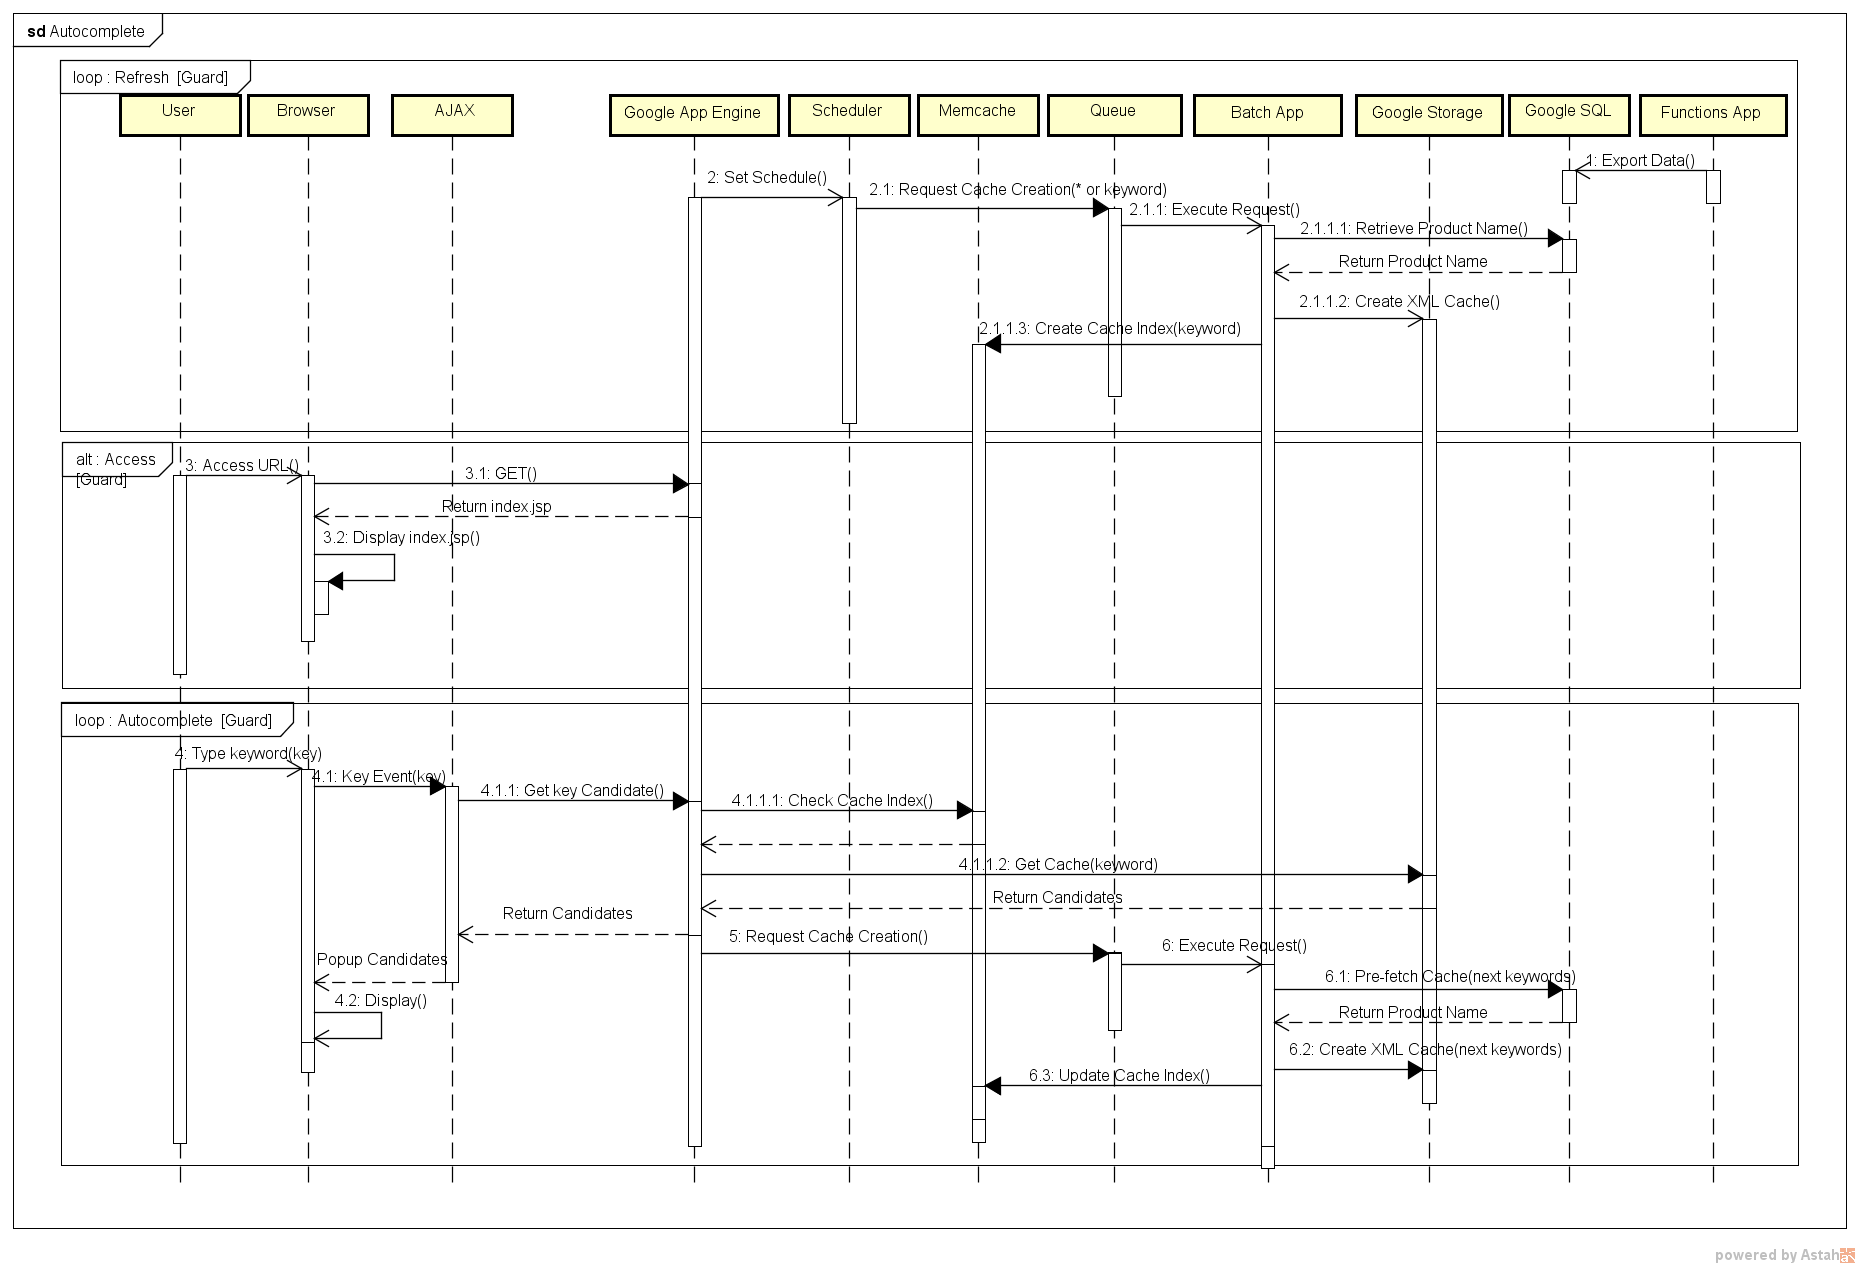 sd Autocomplete
loop : Refresh [Guard]
User
Browser
AJAX
Google App Engine
Scheduler
Memcache
Queue
Batch App
Google Storage
Google SQL
Functions App
1: Export Data()
2: Set Schedule()
2.1: Request Cache Creation(* or keyword)
2.1.1: Execute Request()
2.1.1.1: Retrieve Product Name()
Return Product Name
2.1.1.2: Create XML Cache()
2.1.1.3: Create Cache Index(keyword)
alt : Access
[Guard]
3: Access URL()
3.1: GET()
Return index.jsp
3.2: Display index.jsp()
loop : Autocomplete [Guard]
4: Type keyword(key)
4.1: Key Event(key)
4.1.1: Get key Candidate()
4.1.1.1: Check Cache Index()
4.1.1.2: Get Cache(keyword)
Return Candidates
Return Candidates
5: Request Cache Creation()
6: Execute Request()
Popup Candidates
6.1: Pre-fetch Cache(next keywords)
4.2: Display()
Return Product Name
6.2: Create XML Cache(next keywords)
6.3: Update Cache Index()
powered by Astah